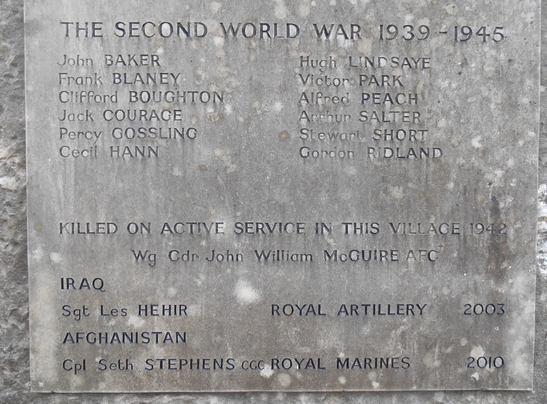 THE SECOND WORLD WAR 1939-1945
John BAKER Hugh LINDSAYE
Frank BLANEY Victor PARK
Clifford BOUGHTON Alfred PEACH
Jack COURAGE Arthur SALTER
Percy GOSSLING Stewart SHORT
Cecil HANN Gordon RIDLAND
KILLED ON ACTIVE SERVICE IN THIS VILLAGE 1942
Wg Cdr John William McGUIRE AFC
IRAQ
Sgt Les HEHIR ROYAL ARTILLERY 2003
AFGHANISTAN
Cpl Seth STEPHENS CGC ROYAL MARINES 2010